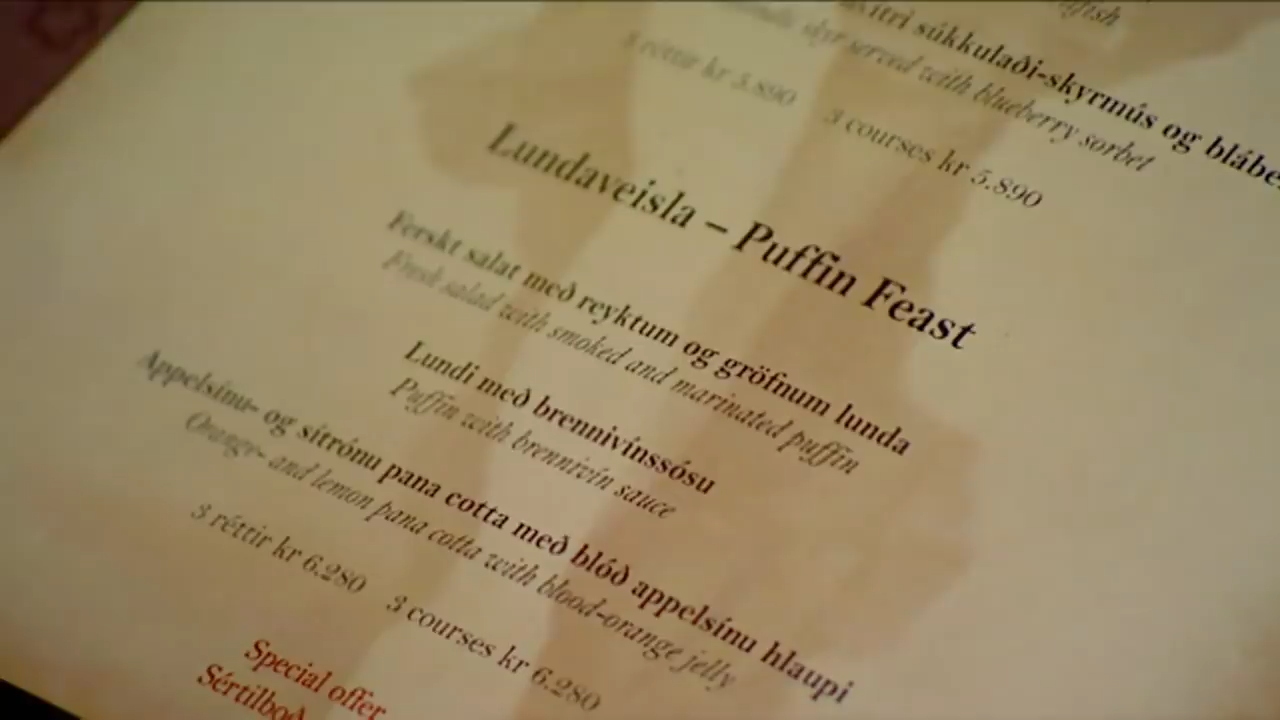 súkkulaði-skyrmús og
skyr served with blueberry sorbet
3 réttir kr 5.890 3 courses kr 5.890
Lundaveisla – Puffin Feast
Ferskt salat með reyktum og gröfnum lunda
Fresh salad with smoked and marinated puffin
Lundi með brennivínssósu
Puffin with brennivín sauce
Appelsínu- og sítrónu pana cotta með blóð appelsínu hlaupi
Orange- and lemon pana cotta with blood-orange jelly
3 réttir kr 6.280 3 courses kr 6.280
Special offer
Sértilboð